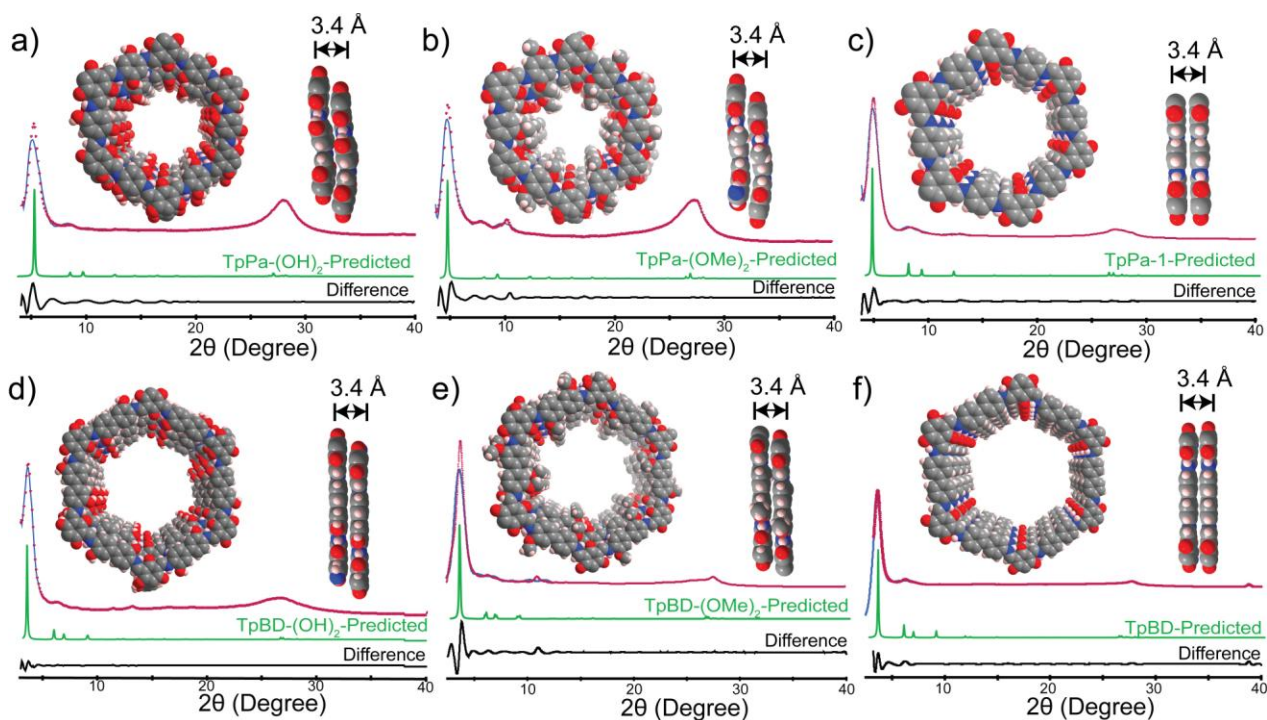 a) 3.4 Å
TpPa-(OH)₂-Predicted
Difference
10 20 30 40
2θ (Degree)
b) 3.4 Å
TpPa-(OMe)₂-Predicted
Difference
10 20 30 40
2θ (Degree)
c) 3.4 Å
TpPa-1-Predicted
Difference
10 20 30 40
2θ (Degree)
d) 3.4 Å
TpBD-(OH)₂-Predicted
Difference
10 20 30 40
2θ (Degree)
e) 3.4 Å
TpBD-(OMe)₂-Predicted
Difference
10 20 30 40
2θ (Degree)
f) 3.4 Å
TpBD-Predicted
Difference
10 20 30 40
2θ (Degree)